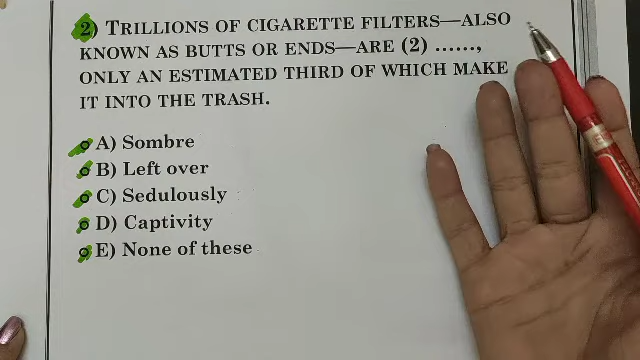 2) TRILLIONS OF CIGARETTE FILTERS—ALSO
KNOWN AS BUTTS OR ENDS—ARE (2) ......,
ONLY AN ESTIMATED THIRD OF WHICH MAKE
IT INTO THE TRASH.
A) Sombre
B) Left over
C) Sedulously
D) Captivity
E) None of these